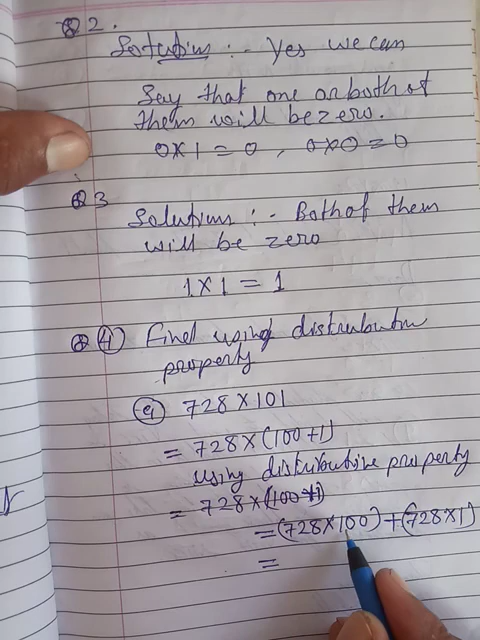 Q2.
Solution :- Yes we can
Say that one or both of
them will be zero.
0×1 = 0 , 0×0 = 0
Q3
Solution :- Both of them
will be zero
1×1 = 1
Q(4) Find using distributive
property
(a) 728×101
= 728×(100+1)
using distributive property
= 728×(100+1)
= (728×100)+(728×1)
=